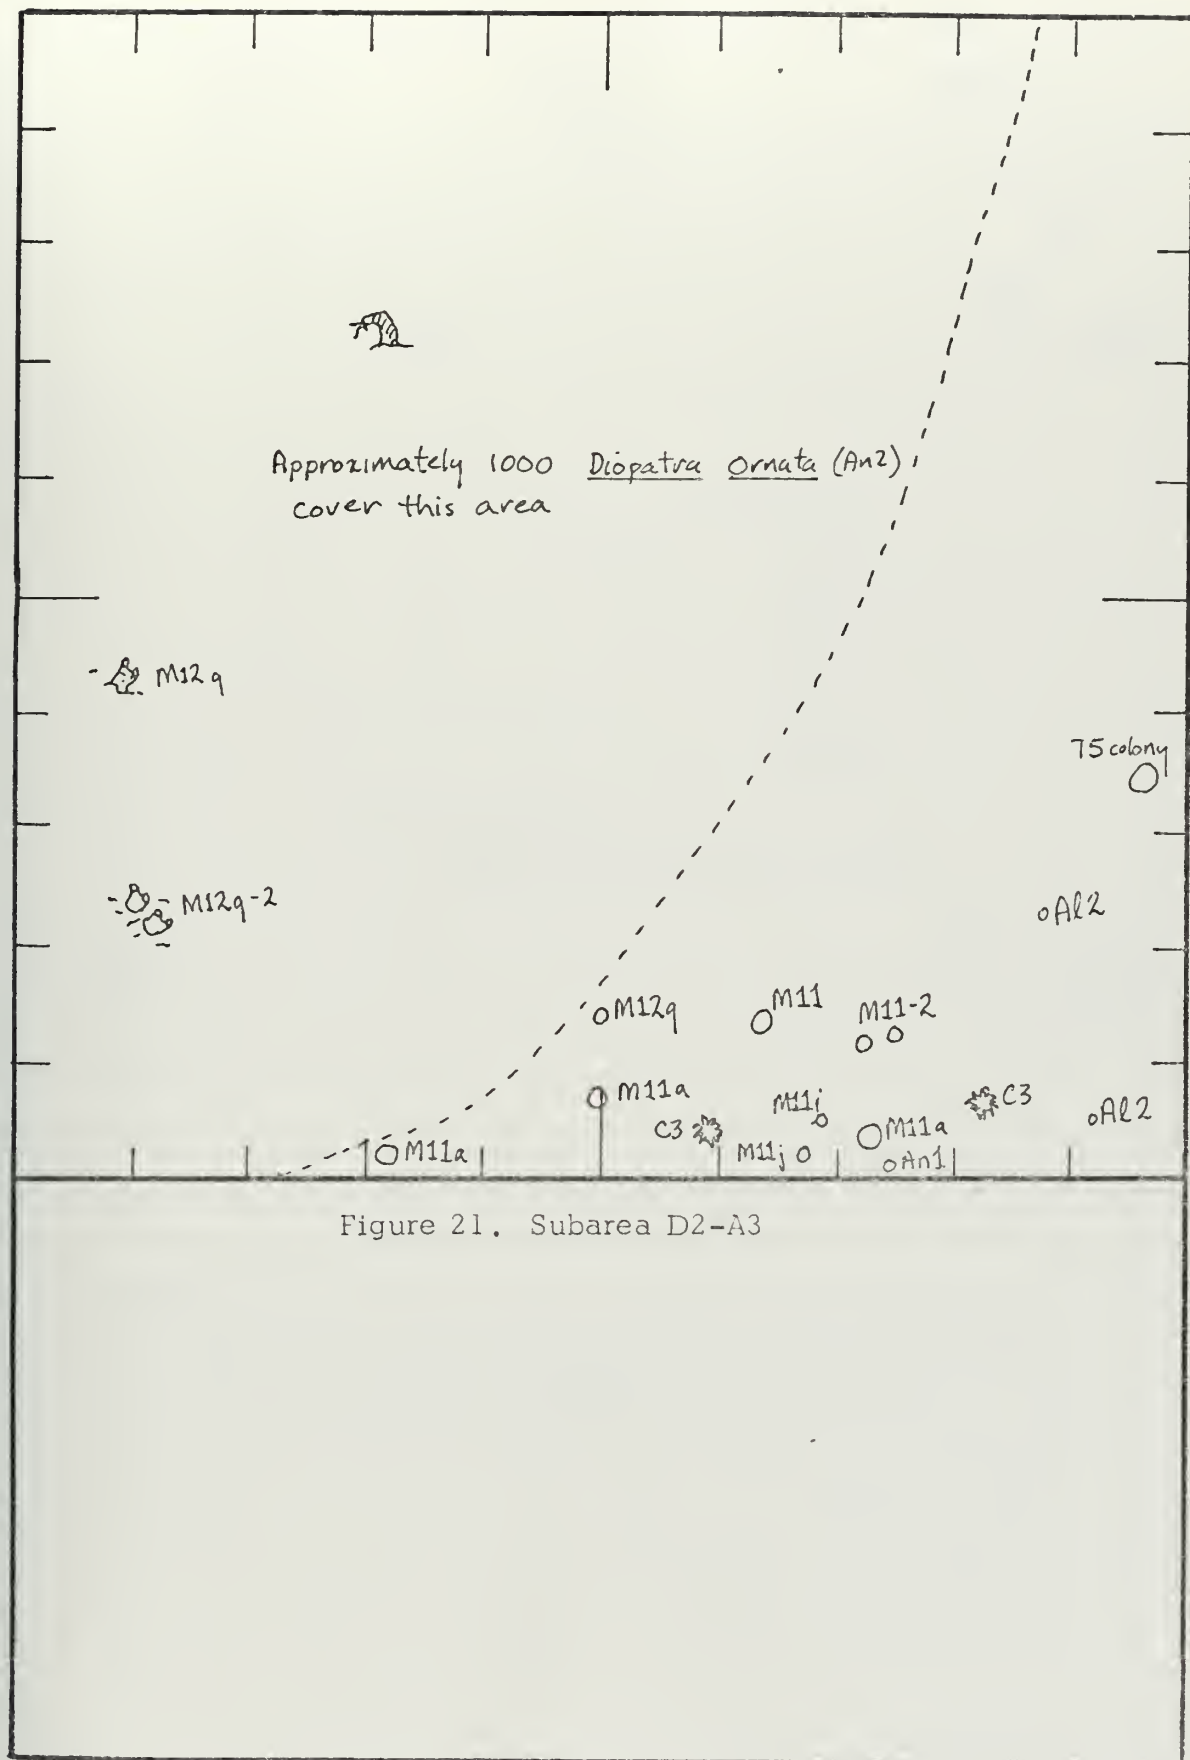 Approximately 1000 Diopatra Ornata (An2)
cover this area
M12q
75 colony
M12q-2
Al2
M12q
M11
M11-2
M11a
C3
M11j
C3
Al2
M11a
M11j
M11a
An1
Figure 21. Subarea D2-A3